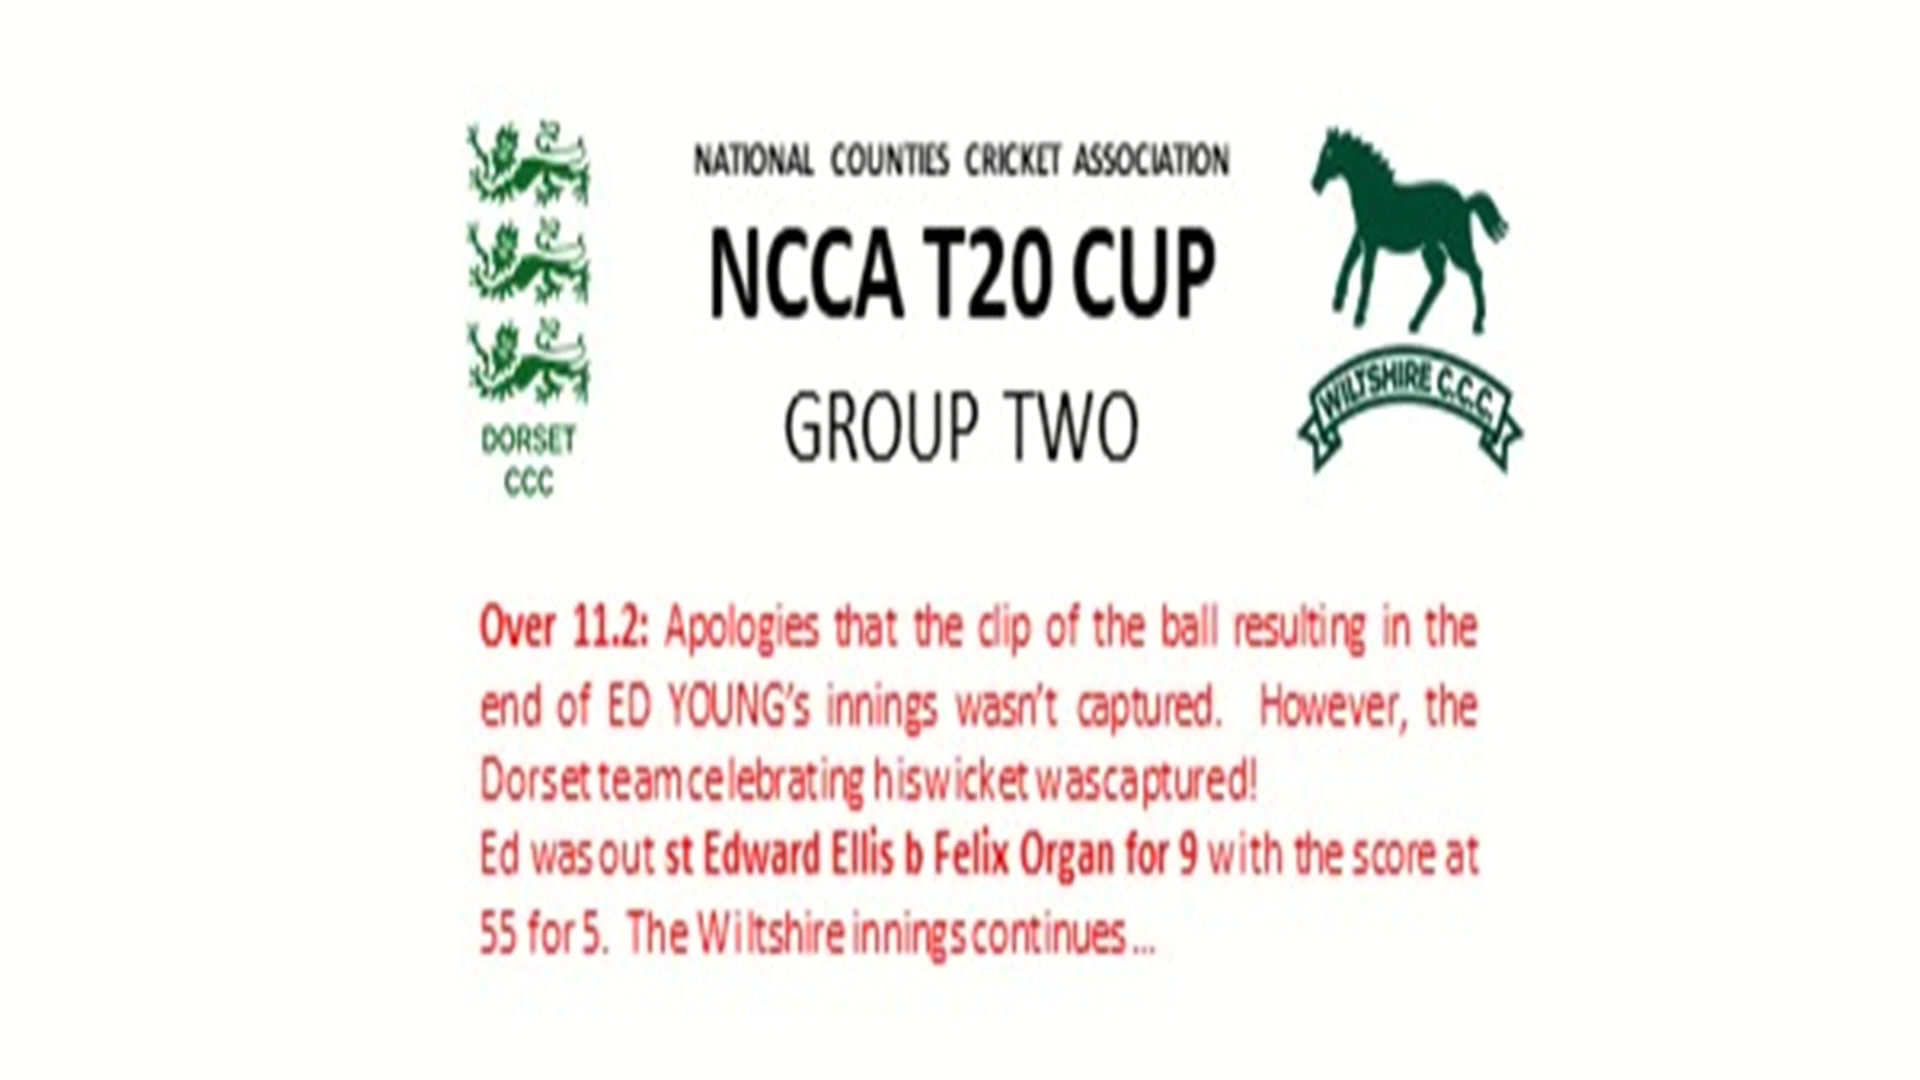 NATIONAL COUNTIES CRICKET ASSOCIATION
NCCA T20 CUP
GROUP TWO
DORSET
CCC
WILTSHIRE C.C.C.
Over 11.2: Apologies that the clip of the ball resulting in the
end of ED YOUNG’s innings wasn’t captured. However, the
Dorset team celebrating his wicket was captured!
Ed was out st Edward Ellis b Felix Organ for 9 with the score at
55 for 5. The Wiltshire innings continues...